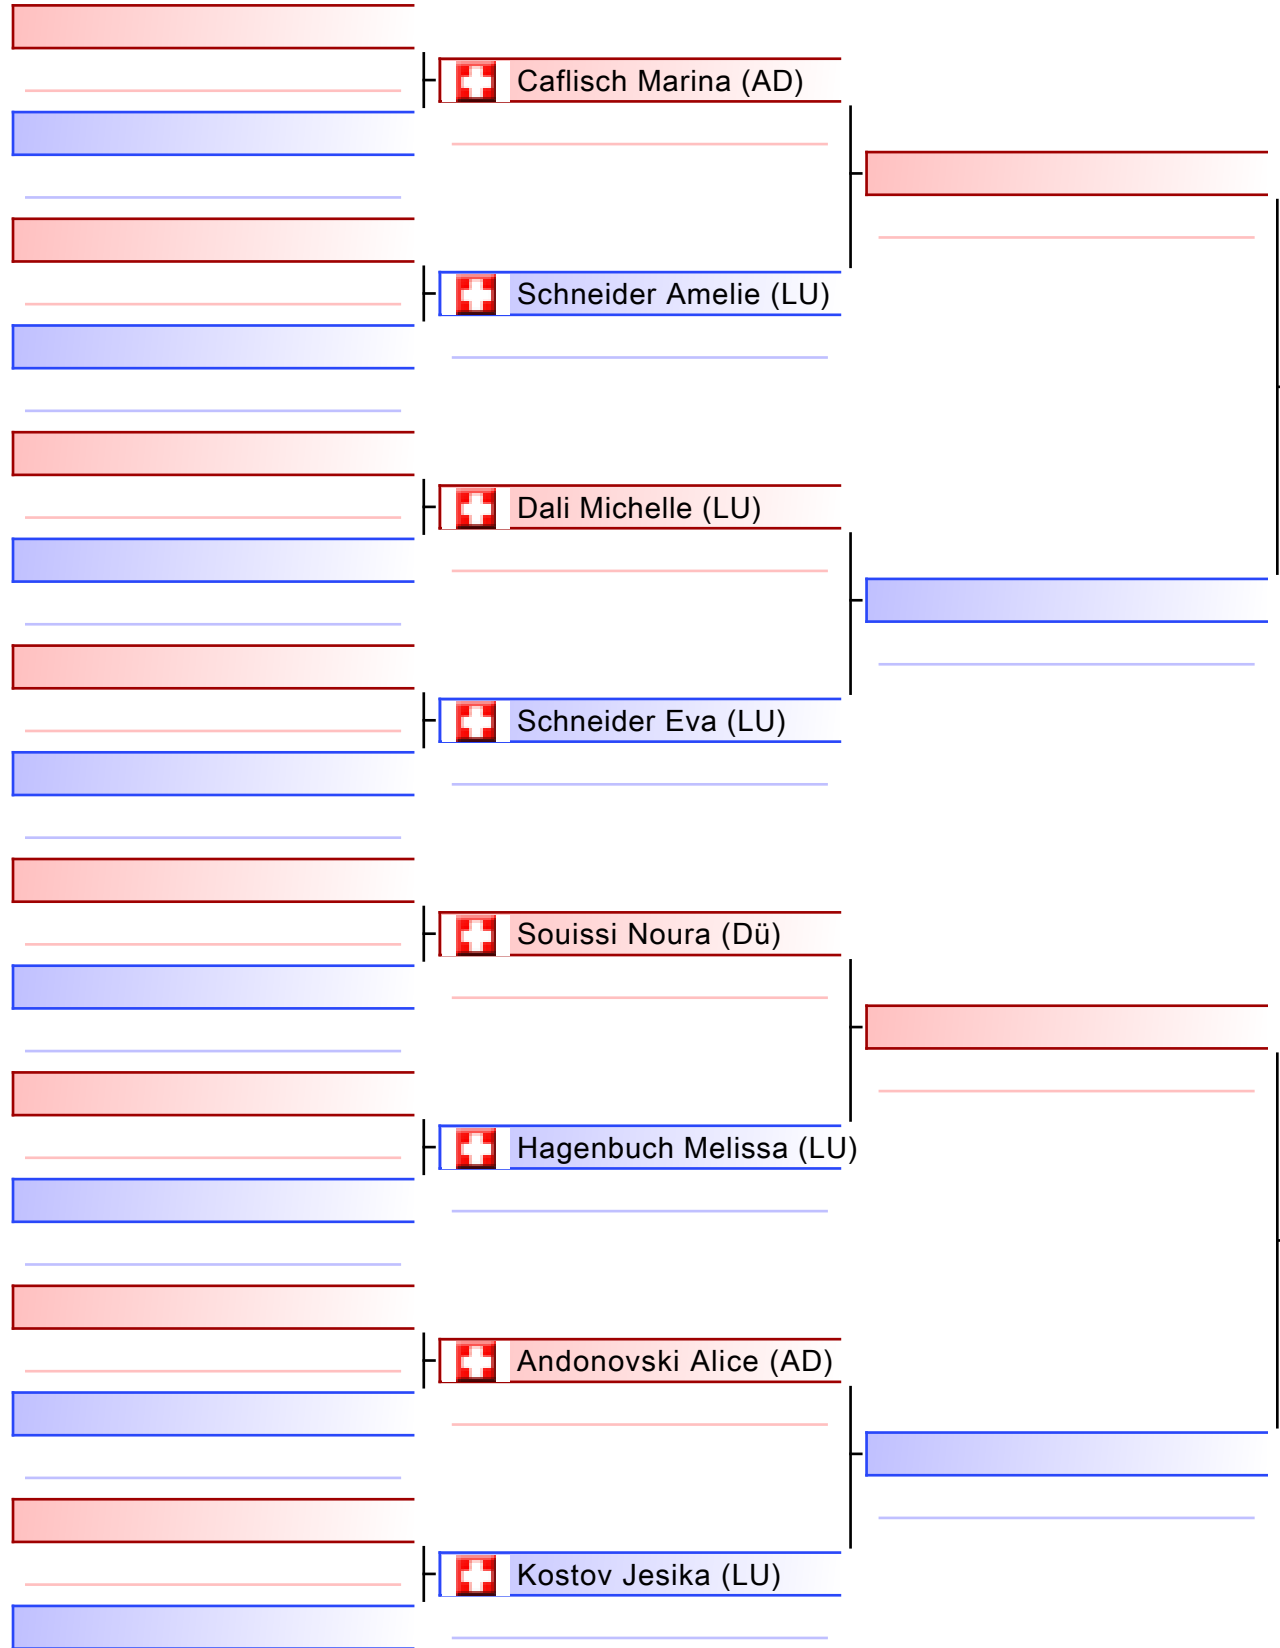 Caflisch Marina (AD)
Schneider Amelie (LU)
Dali Michelle (LU)
Schneider Eva (LU)
Souissi Noura (Dü)
Hagenbuch Melissa (LU)
Andonovski Alice (AD)
Kostov Jesika (LU)